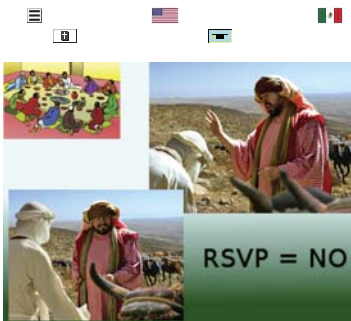 RSVP = NO